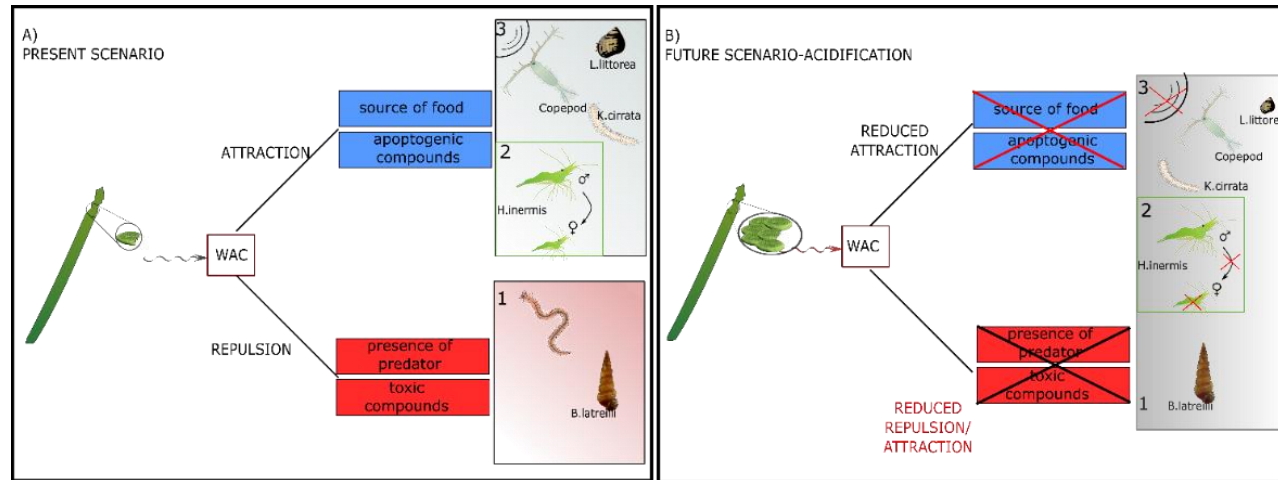 A)
PRESENT SCENARIO
ATTRACTION
source of food
apoptogenic
compounds
WAC
REPULSION
presence of
predator
toxic
compounds
3
L.littorea
Copepod
K.cirrata
2
♂
H.inermis
♀
1
B.latreilii
B)
FUTURE SCENARIO-ACIDIFICATION
REDUCED
ATTRACTION
source of food
apoptogenic
compounds
WAC
presence of
predator
toxic
compounds
REDUCED
REPULSION/
ATTRACTION
3
L.littorea
Copepod
K.cirrata
2
♂
H.inermis
♀
B.latreilii
1